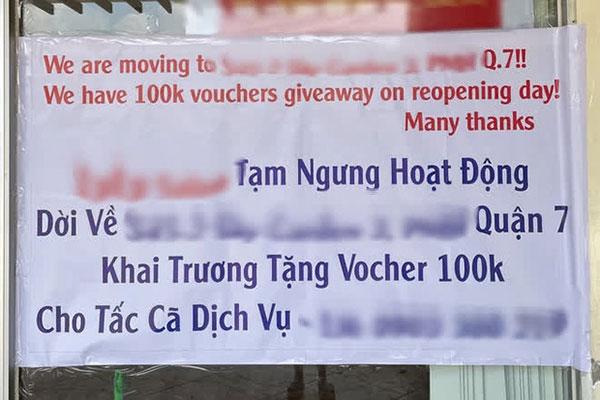 We are moving to Q.7!!
We have 100k vouchers giveaway on reopening day!
Many thanks
Tạm Ngưng Hoạt Động
Dời Về Quận 7
Khai Trương Tặng Vocher 100k
Cho Tấc Cã Dịch Vụ -